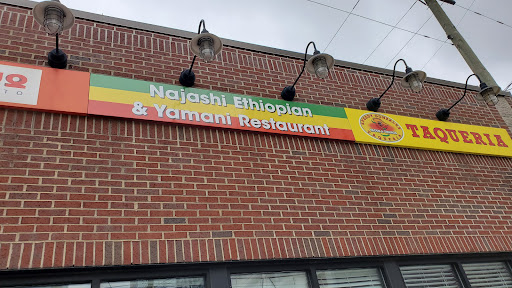 Najashi Ethiopian
& Yamani Restaurant
TAQUERIA